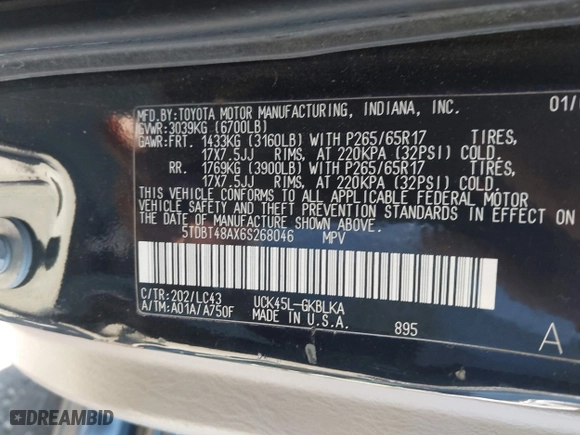 MFD.BY:TOYOTA MOTOR MANUFACTURING, INDIANA, INC. 01/
GVWR:3039KG (6700LB)
GAWR:FRT. 1433KG (3160LB) WITH P265/65R17 TIRES,
17X7.5JJ RIMS, AT 220KPA (32PSI) COLD.
RR. 1769KG (3900LB) WITH P265/65R17 TIRES,
17X7.5JJ RIMS, AT 220KPA (32PSI) COLD.
THIS VEHICLE CONFORMS TO ALL APPLICABLE FEDERAL MOTOR
VEHICLE SAFETY AND THEFT PREVENTION STANDARDS IN EFFECT ON
THE DATE OF MANUFACTURE SHOWN ABOVE.
5TDBT48AX6S268046 MPV
C/TR:202/LC43 UCK45L-GKBLKA
A/TM:A01A/A750F MADE IN U.S.A. 895 A
DREAMBID